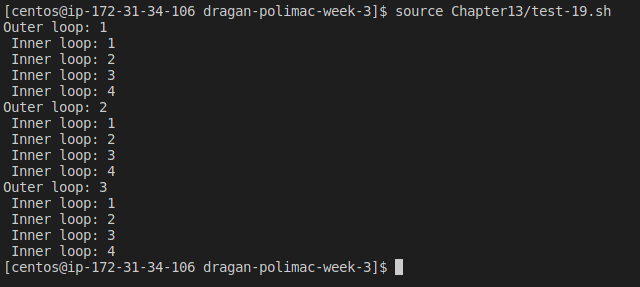 [centos@ip-172-31-34-106 dragan-polimac-week-3]$ source Chapter13/test-19.sh
Outer loop: 1
 Inner loop: 1
 Inner loop: 2
 Inner loop: 3
 Inner loop: 4
Outer loop: 2
 Inner loop: 1
 Inner loop: 2
 Inner loop: 3
 Inner loop: 4
Outer loop: 3
 Inner loop: 1
 Inner loop: 2
 Inner loop: 3
 Inner loop: 4
[centos@ip-172-31-34-106 dragan-polimac-week-3]$